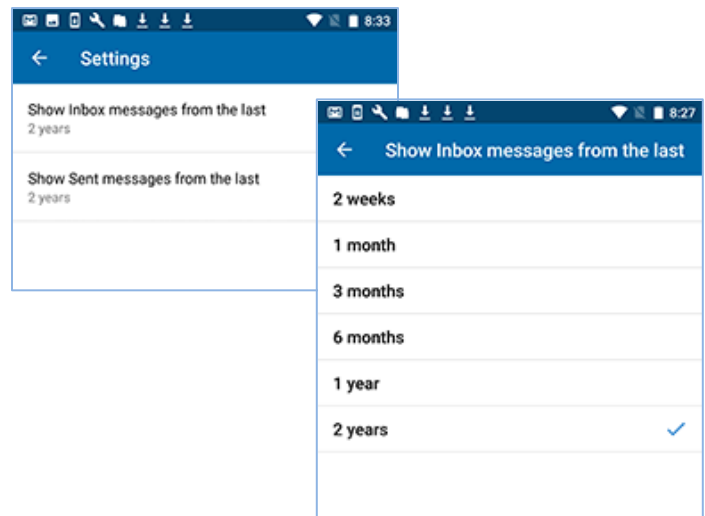 8:33
Settings
Show Inbox messages from the last
2 years
Show Sent messages from the last
2 years
8:27
Show Inbox messages from the last
2 weeks
1 month
3 months
6 months
1 year
2 years